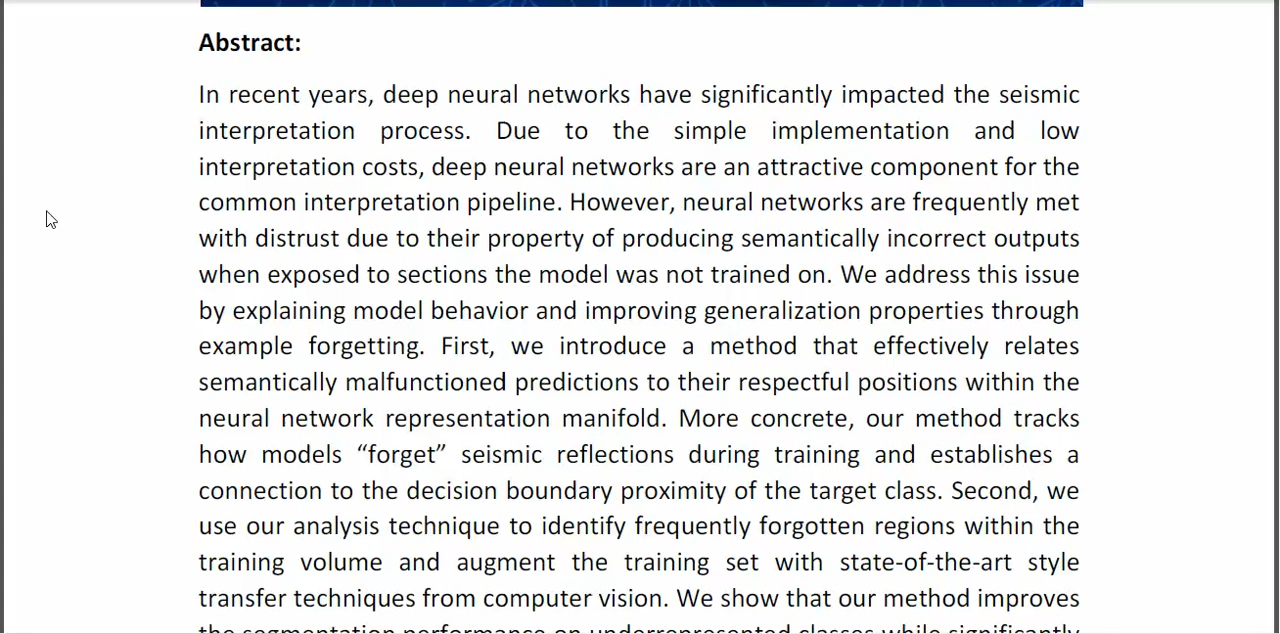 Abstract:
In recent years, deep neural networks have significantly impacted the seismic
interpretation process. Due to the simple implementation and low
interpretation costs, deep neural networks are an attractive component for the
common interpretation pipeline. However, neural networks are frequently met
with distrust due to their property of producing semantically incorrect outputs
when exposed to sections the model was not trained on. We address this issue
by explaining model behavior and improving generalization properties through
example forgetting. First, we introduce a method that effectively relates
semantically malfunctioned predictions to their respectful positions within the
neural network representation manifold. More concrete, our method tracks
how models “forget” seismic reflections during training and establishes a
connection to the decision boundary proximity of the target class. Second, we
use our analysis technique to identify frequently forgotten regions within the
training volume and augment the training set with state-of-the-art style
transfer techniques from computer vision. We show that our method improves
the segmentation performance on underrepresented classes while significantly